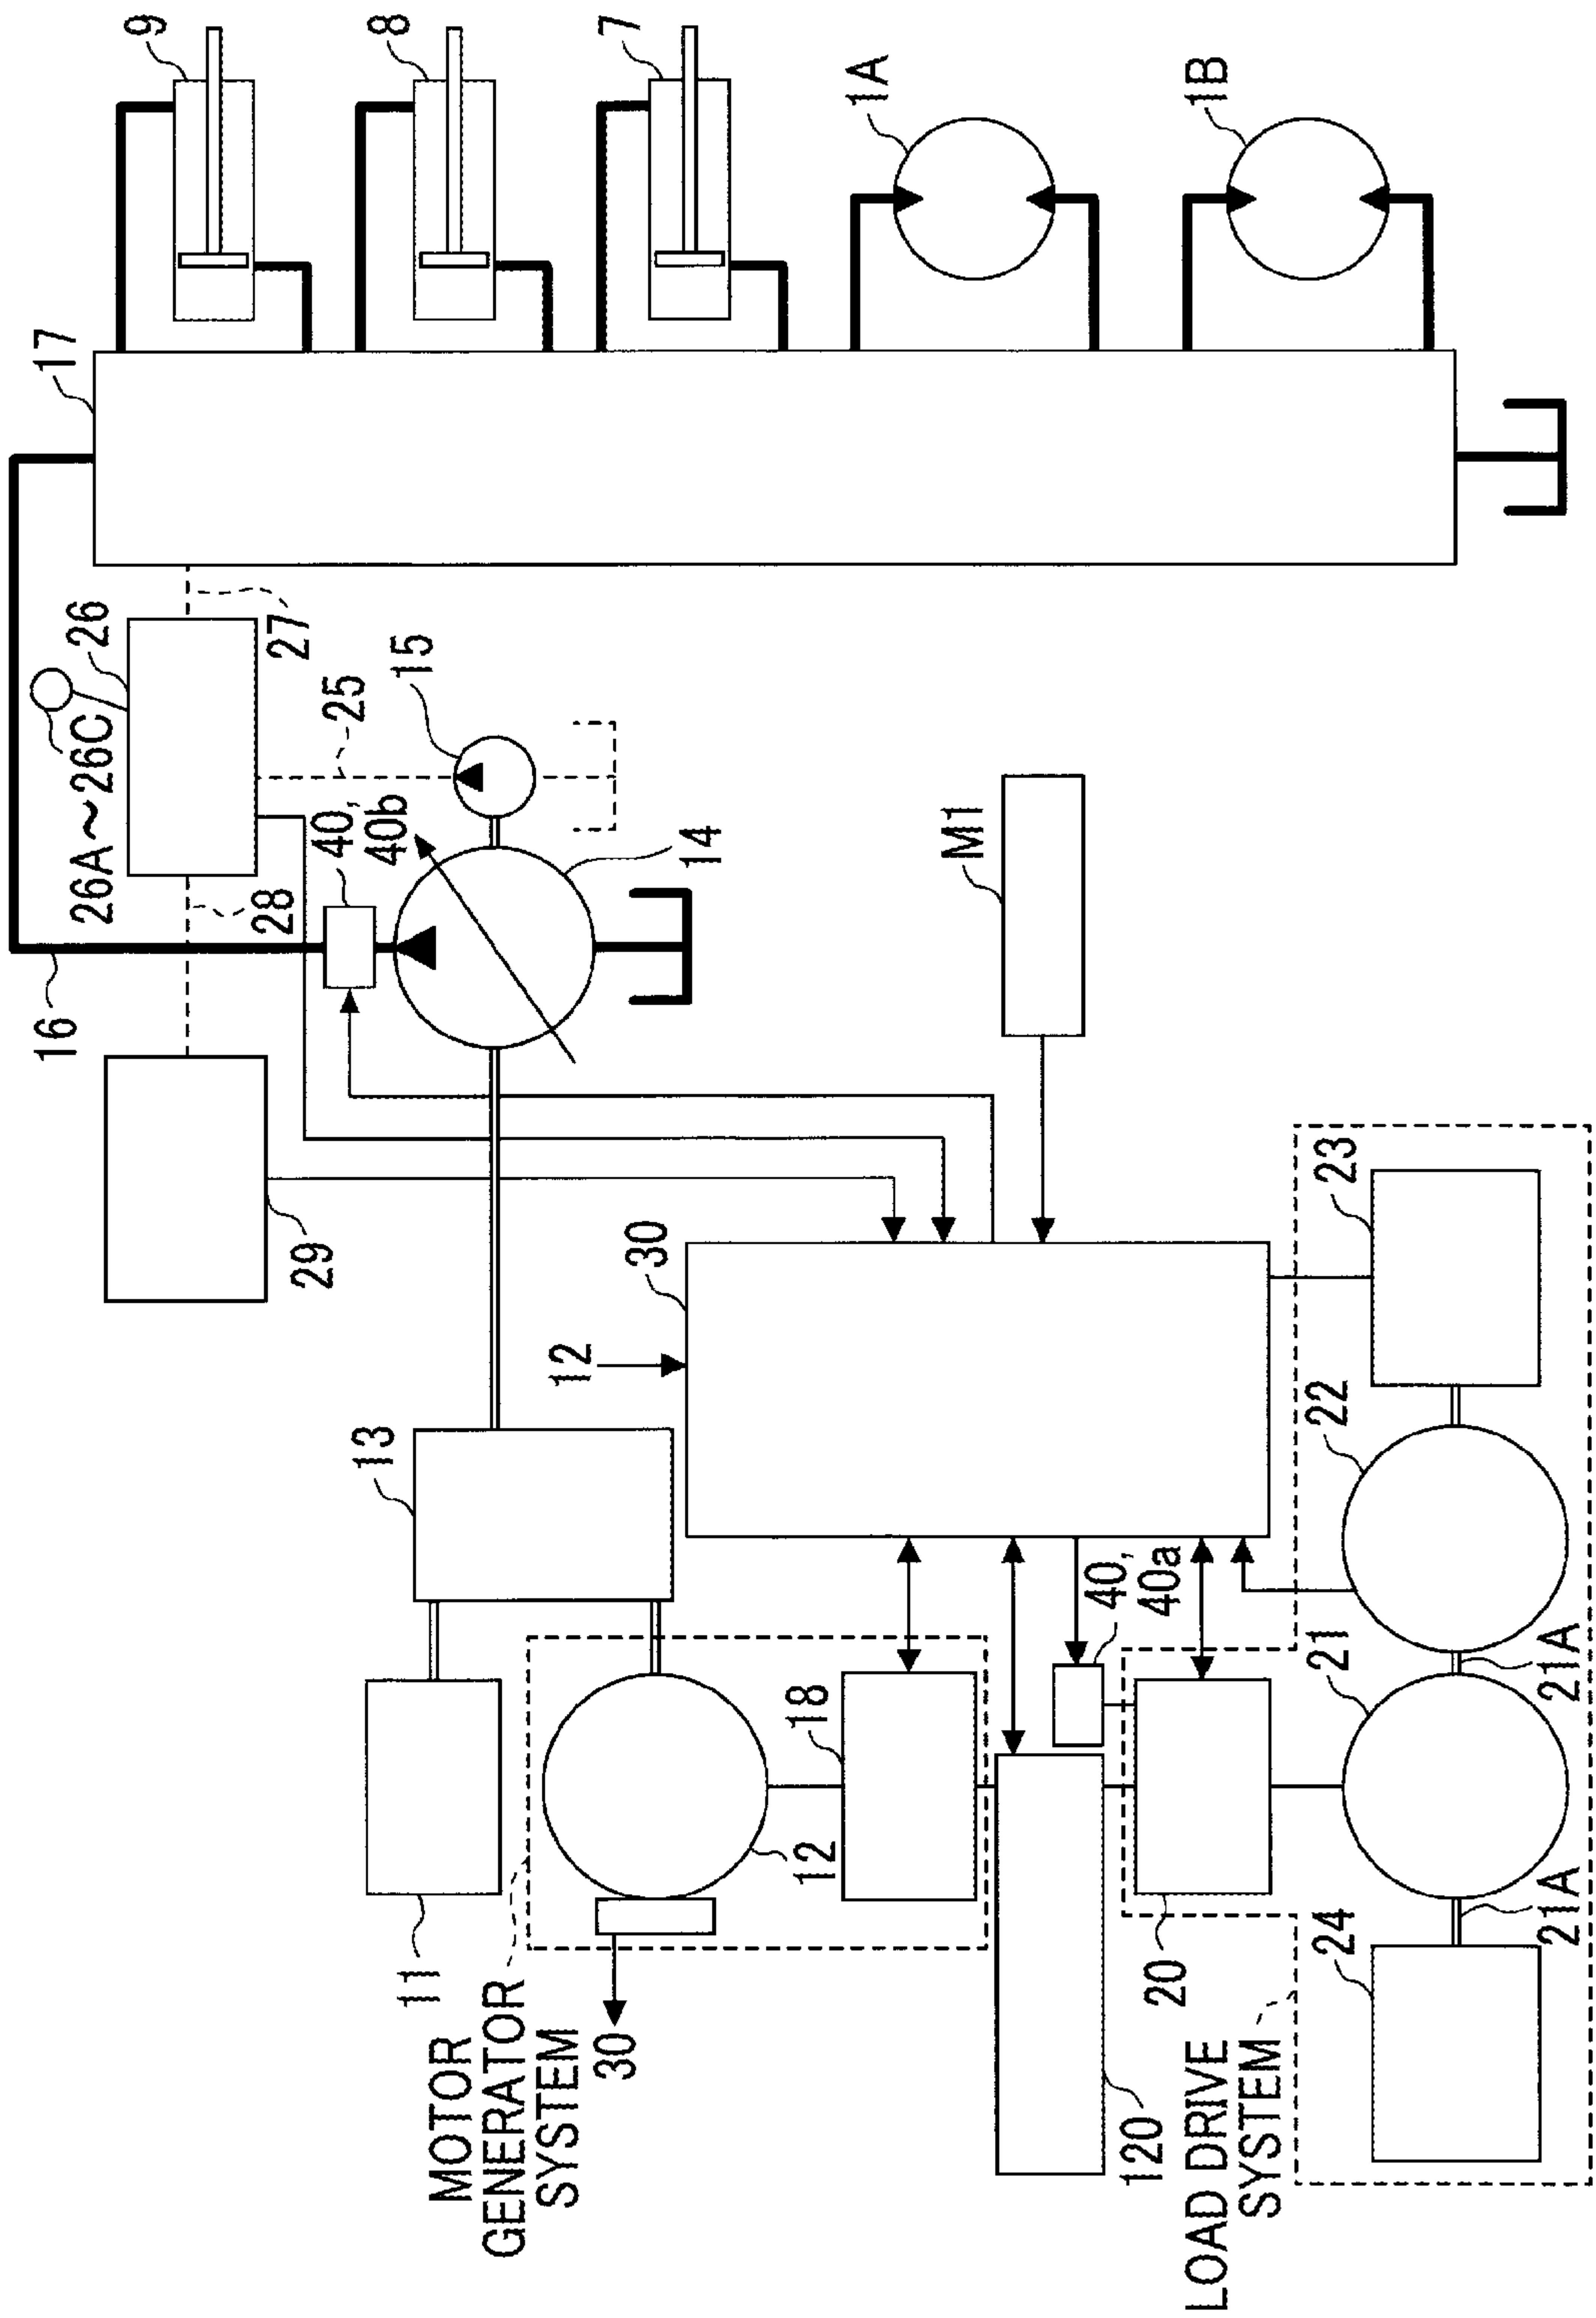 16
17
26A~26C
26
9
28
27
29
40,
40b
25
13
8
15
11
MOTOR
GENERATOR
SYSTEM
12
30
7
30
14
12
18
1A
M1
40,
40a
120
20
1B
LOAD DRIVE
SYSTEM
24
21
22
23
21A
21A